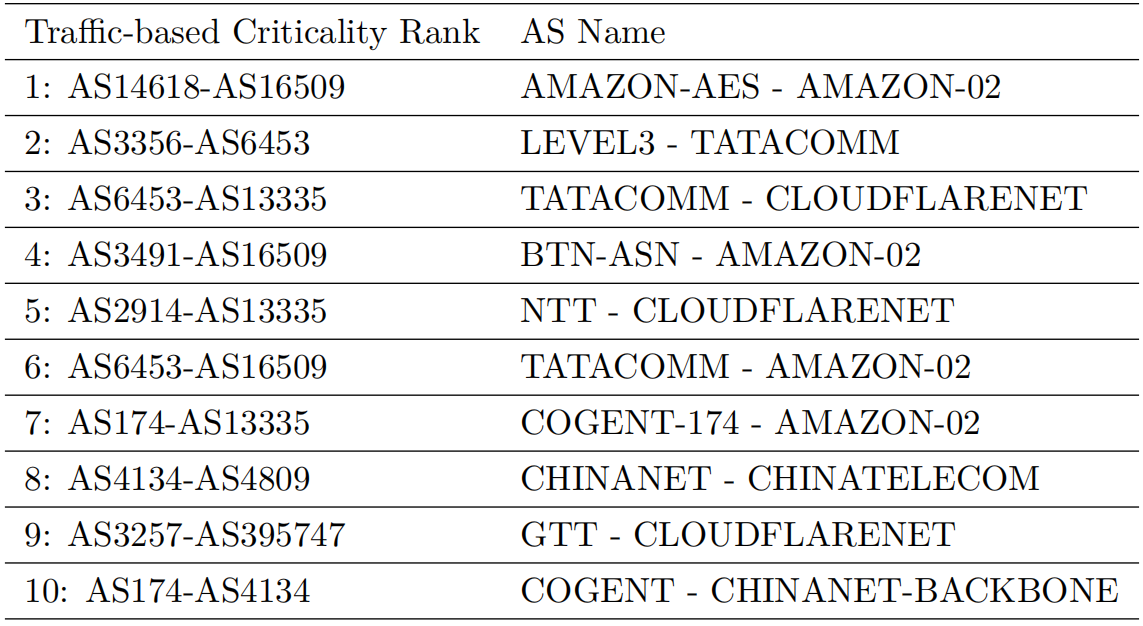 Traffic-based Criticality Rank AS Name
1: AS14618-AS16509 AMAZON-AES - AMAZON-02
2: AS3356-AS6453 LEVEL3 - TATACOMM
3: AS6453-AS13335 TATACOMM - CLOUDFLARENET
4: AS3491-AS16509 BTN-ASN - AMAZON-02
5: AS2914-AS13335 NTT - CLOUDFLARENET
6: AS6453-AS16509 TATACOMM - AMAZON-02
7: AS174-AS13335 COGENT-174 - AMAZON-02
8: AS4134-AS4809 CHINANET - CHINATELECOM
9: AS3257-AS395747 GTT - CLOUDFLARENET
10: AS174-AS4134 COGENT - CHINANET-BACKBONE